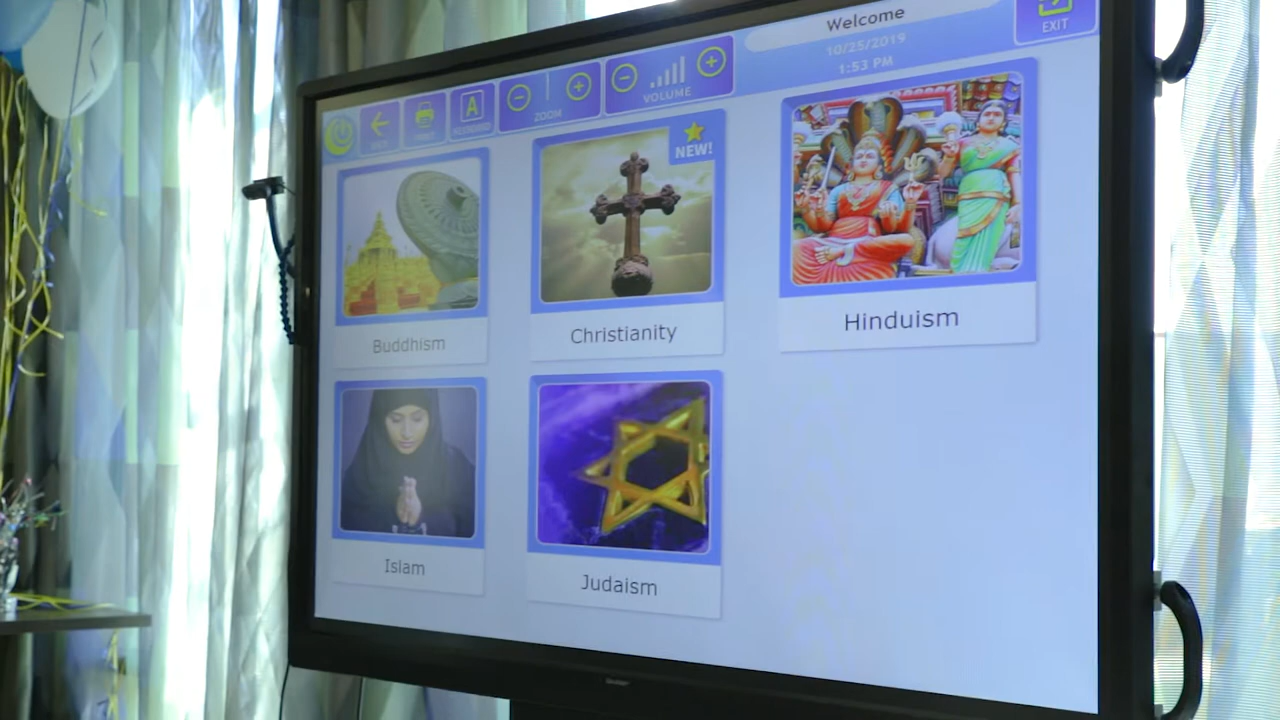 Welcome
10/25/2019
1:53 PM
EXIT
A
ZOOM
VOLUME
NEW!
Buddhism
Christianity
Hinduism
Islam
Judaism